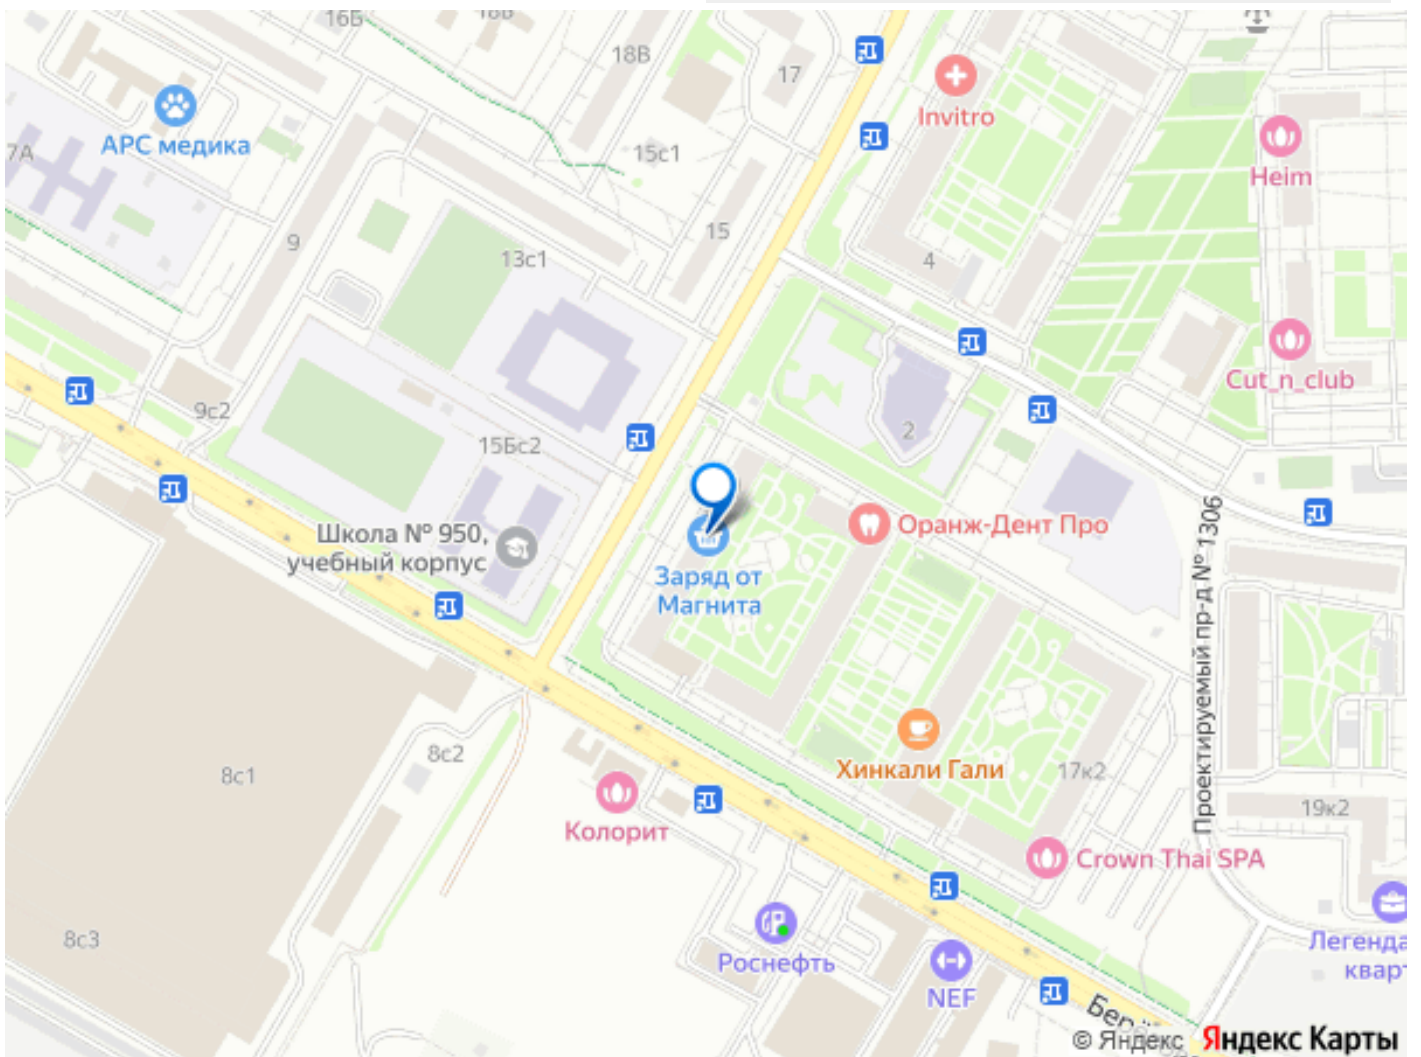 16Б
18Б
18В
17
Invitro
АРС медика
7А
15с1
Heim
9
13с1
15
4
Cut_n_club
9с2
15Бс2
2
Школа № 950,
учебный корпус
Оранж-Дент Про
Заряд от
Магнита
Проектируемый пр-д № 1306
8с2
8с1
Хинкали Гали
17к2
19к2
Колорит
Crown Thai SPA
8с3
Роснефть
NEF
© Яндекс Яндекс Карты